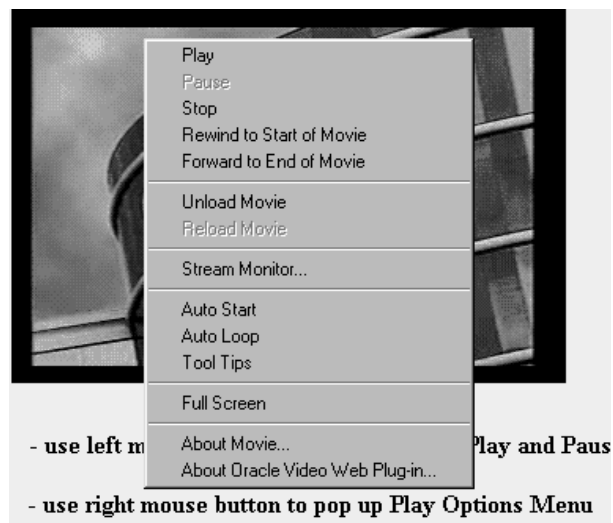 Play
Pause
Stop
Rewind to Start of Movie
Forward to End of Movie
Unload Movie
Reload Movie
Stream Monitor...
Auto Start
Auto Loop
Tool Tips
Full Screen
About Movie...
About Oracle Video Web Plug-in...
- use left m Play and Paus
- use right mouse button to pop up Play Options Menu